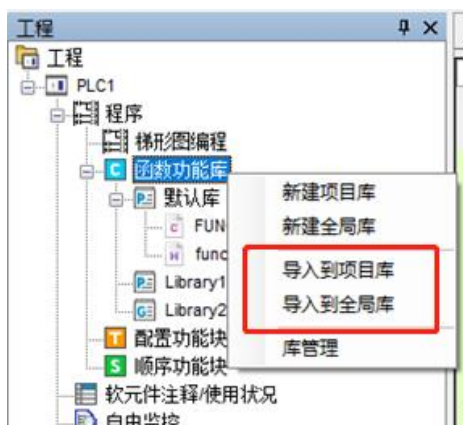 工程
工程
PLC1
程序
梯形图编程
函数功能库
默认库
FUN
func
Library1
Library2
配置功能块
顺序功能块
软元件注释/使用状况
自由监控
新建项目库
新建全局库
导入到项目库
导入到全局库
库管理